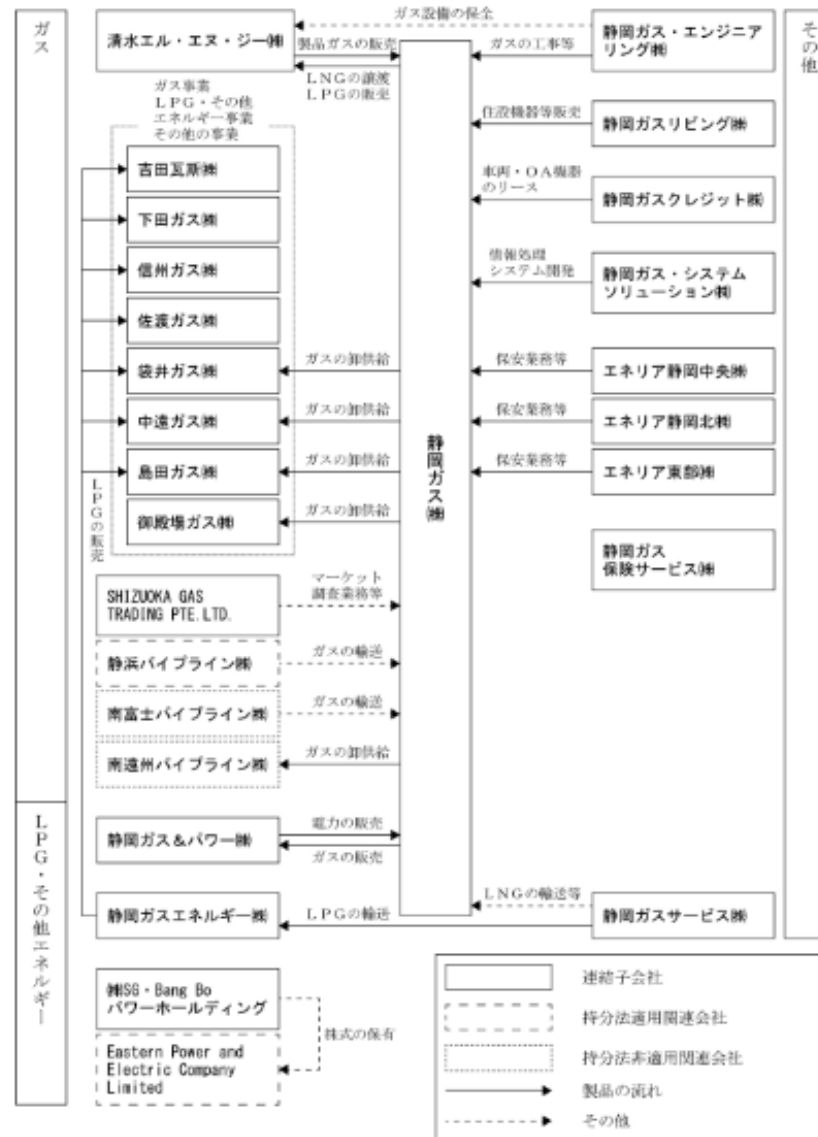 ガス
その他
ガス設備の保全
清水エル・エヌ・ジー㈱
製品ガスの販売
ガスの工事等
静岡ガス・エンジニア
リング㈱
LNGの譲渡
LPGの販売
ガス事業
LPG・その他
エネルギー事業
その他の事業
住設機器等販売
静岡ガスリビング㈱
吉田瓦斯㈱
車両・OA機器
のリース
静岡ガスクレジット㈱
下田ガス㈱
情報処理
システム開発
静岡ガス・システム
ソリューション㈱
信州ガス㈱
佐渡ガス㈱
袋井ガス㈱
ガスの卸供給
保安業務等
エネリア静岡中央㈱
中遠ガス㈱
ガスの卸供給
保安業務等
エネリア静岡北㈱
静岡ガス㈱
島田ガス㈱
ガスの卸供給
保安業務等
エネリア東部㈱
LPGの販売
御殿場ガス㈱
ガスの卸供給
静岡ガス
保険サービス㈱
SHIZUOKA GAS
TRADING PTE.LTD.
マーケット
調査業務等
静浜パイプライン㈱
ガスの輸送
南富士パイプライン㈱
ガスの輸送
南遠州パイプライン㈱
ガスの卸供給
LPG・その他エネルギー
静岡ガス&パワー㈱
電力の販売
ガスの販売
静岡ガスエネルギー㈱
LPGの輸送
LNGの輸送等
静岡ガスサービス㈱
㈱SG・Bang Bo
パワーホールディング
株式の保有
Eastern Power and
Electric Company
Limited
連結子会社
持分法適用関連会社
持分法非適用関連会社
製品の流れ
その他